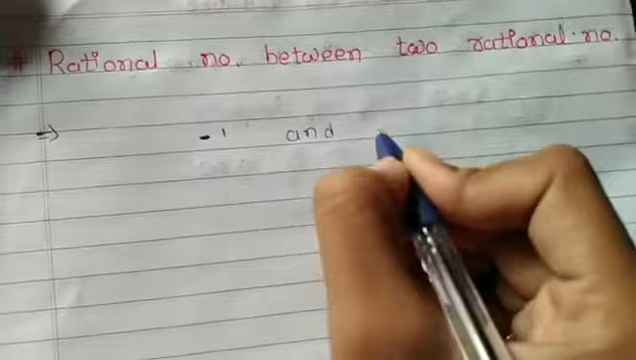 # Rational no. between two rational no.
→ -1 and